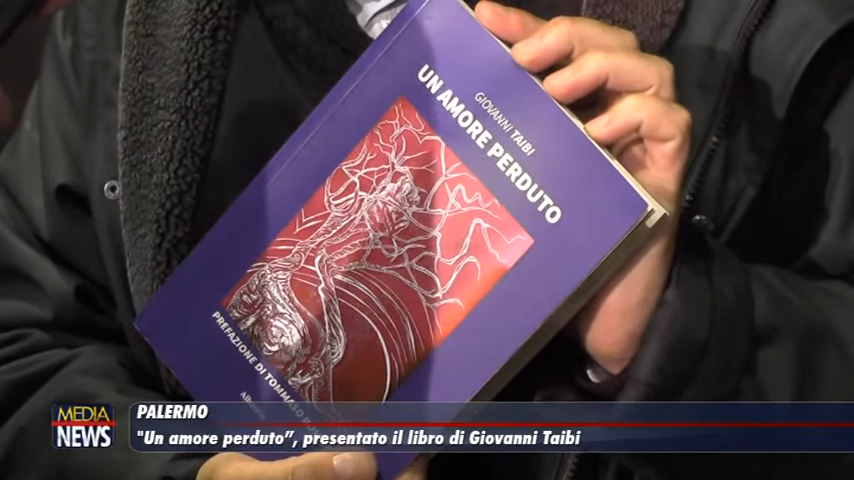 GIOVANNI TAIBI
UN AMORE PERDUTO
PREFAZIONE DI TOMMASO
MEDIA
NEWS
PALERMO
"Un amore perduto”, presentato il libro di Giovanni Taibi